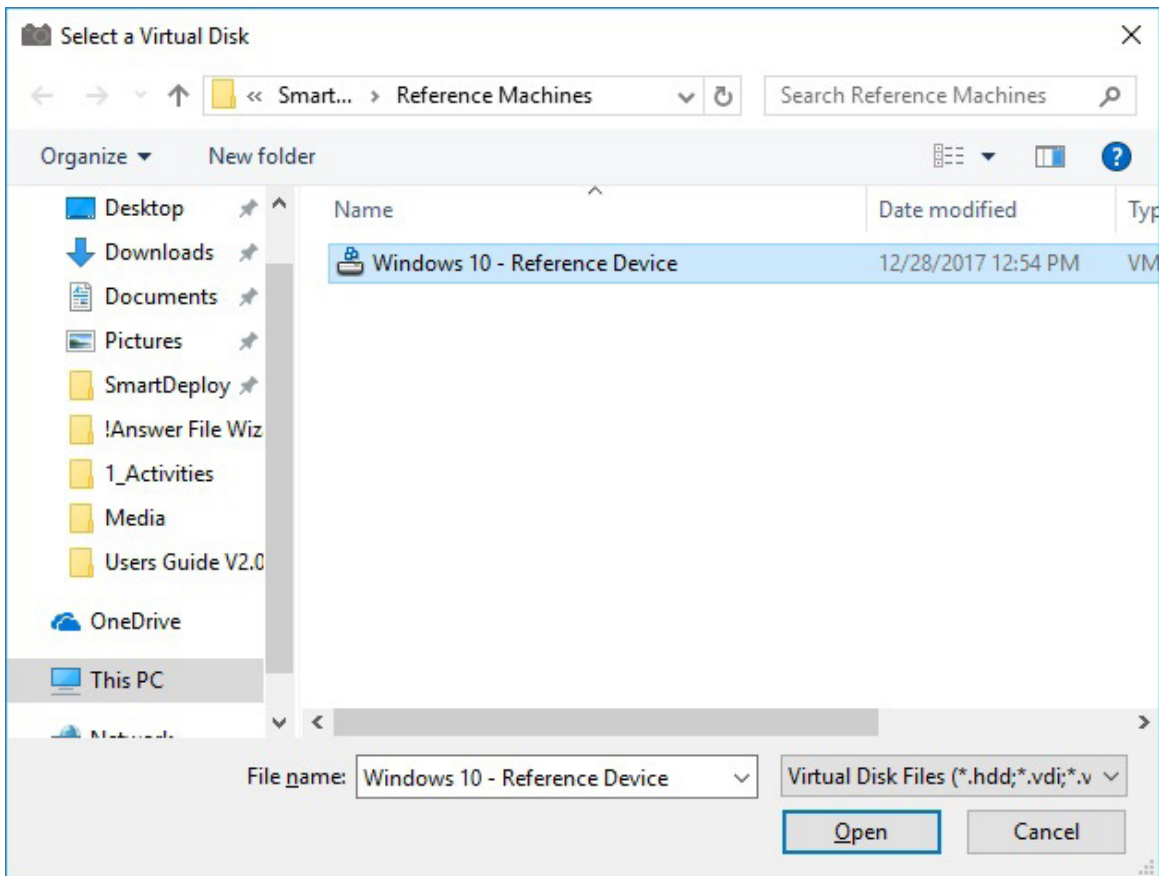 Select a Virtual Disk
« Smart... › Reference Machines
Search Reference Machines
Organize
New folder
?
Name
Date modified
Typ
Desktop
Downloads
Documents
Pictures
SmartDeploy
!Answer File Wiz
1_Activities
Media
Users Guide V2.0
OneDrive
This PC
Network
Windows 10 - Reference Device
12/28/2017 12:54 PM
VM
File name:
Windows 10 - Reference Device
Virtual Disk Files (*.hdd;*.vdi;*.v
Open
Cancel